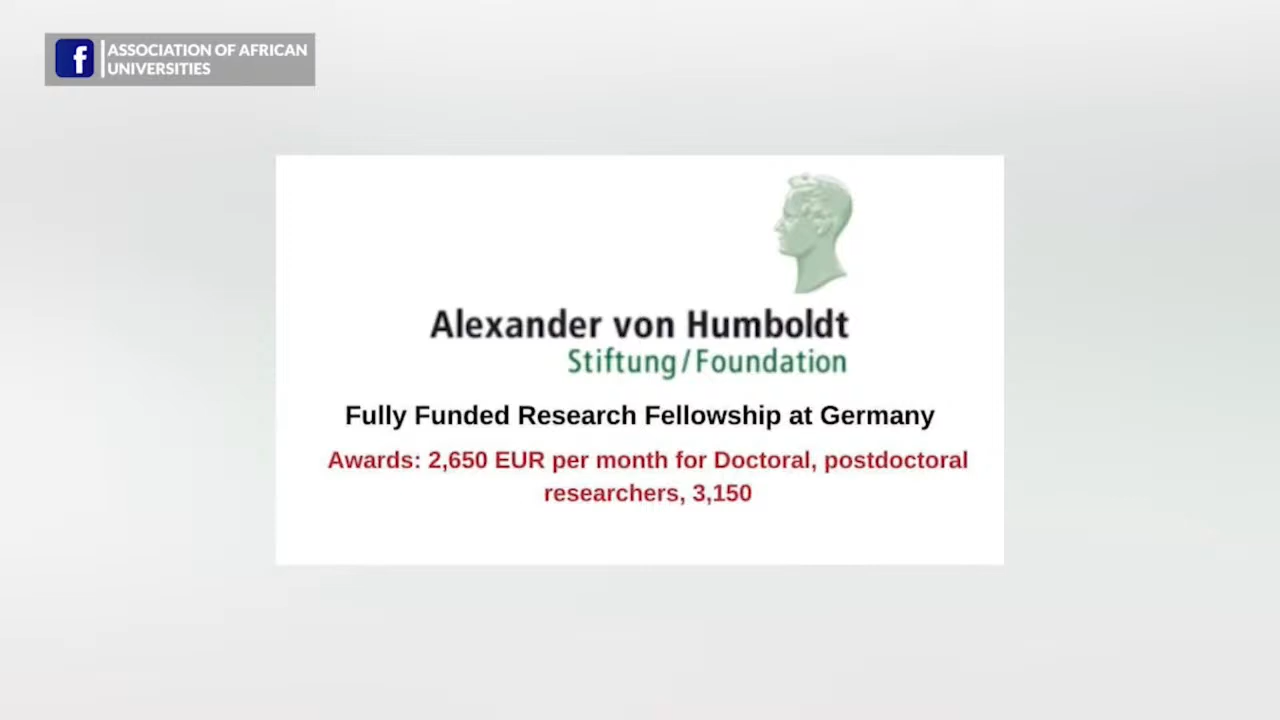 f
ASSOCIATION OF AFRICAN
UNIVERSITIES
Alexander von Humboldt
Stiftung/Foundation
Fully Funded Research Fellowship at Germany
Awards: 2,650 EUR per month for Doctoral, postdoctoral
researchers, 3,150